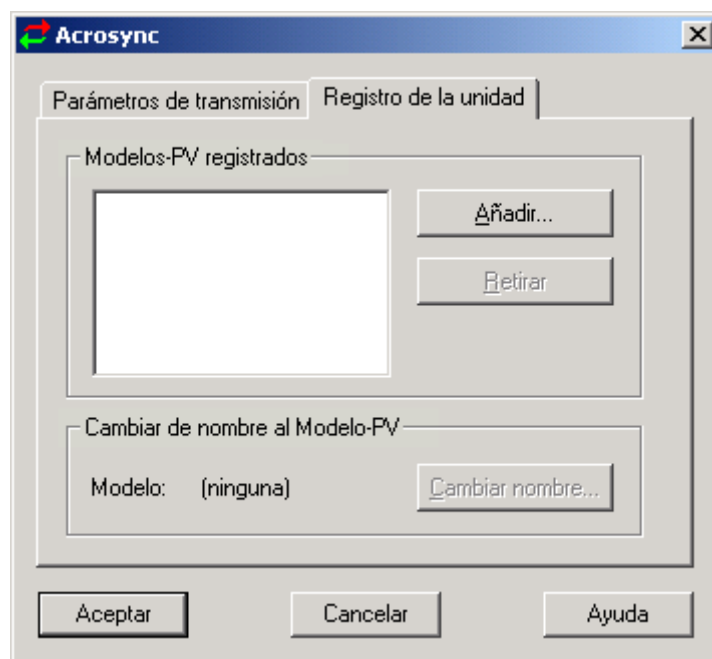 Acrosync
Parámetros de transmisión
Registro de la unidad
Modelos-PV registrados
Añadir...
Retirar
Cambiar de nombre al Modelo-PV
Modelo: (ninguna)
Cambiar nombre...
Aceptar
Cancelar
Ayuda